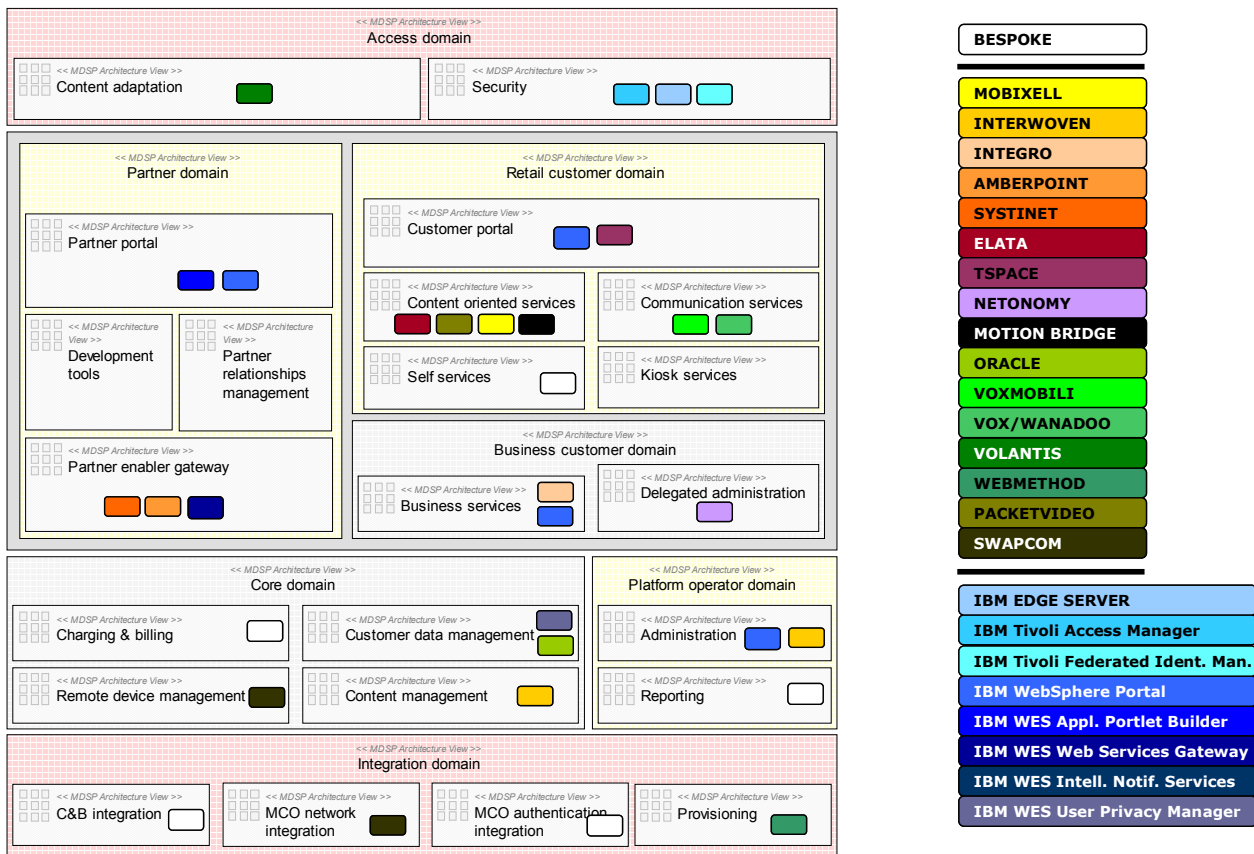 << MDSP Architecture View >>
Access domain
<< MDSP Architecture View >>
Content adaptation
<< MDSP Architecture View >>
Security
<< MDSP Architecture View >>
Partner domain
<< MDSP Architecture View >>
Partner portal
<< MDSP Architecture
View >>
Development
tools
<< MDSP Architecture
View >>
Partner
relationships
management
<< MDSP Architecture View >>
Partner enabler gateway
<< MDSP Architecture View >>
Retail customer domain
<< MDSP Architecture View >>
Customer portal
<< MDSP Architecture View >>
Content oriented services
<< MDSP Architecture View >>
Communication services
<< MDSP Architecture View >>
Self services
<< MDSP Architecture View >>
Kiosk services
<< MDSP Architecture View >>
Business customer domain
<< MDSP Architecture View >>
Business services
<< MDSP Architecture View >>
Delegated administration
<< MDSP Architecture View >>
Core domain
<< MDSP Architecture View >>
Charging & billing
<< MDSP Architecture View >>
Customer data management
<< MDSP Architecture View >>
Remote device management
<< MDSP Architecture View >>
Content management
<< MDSP Architecture View >>
Platform operator domain
<< MDSP Architecture View >>
Administration
<< MDSP Architecture View >>
Reporting
<< MDSP Architecture View >>
Integration domain
<< MDSP Architecture View >>
C&B integration
<< MDSP Architecture View >>
MCO network
integration
<< MDSP Architecture View >>
MCO authentication
integration
<< MDSP Architecture View >>
Provisioning
BESPOKE
MOBIXELL
INTERWOVEN
INTEGRO
AMBERPOINT
SYSTINET
ELATA
TSPACE
NETONOMY
MOTION BRIDGE
ORACLE
VOXMOBILI
VOX/WANADOO
VOLANTIS
WEBMETHOD
PACKETVIDEO
SWAPCOM
IBM EDGE SERVER
IBM Tivoli Access Manager
IBM Tivoli Federated Ident. Man.
IBM WebSphere Portal
IBM WES Appl. Portlet Builder
IBM WES Web Services Gateway
IBM WES Intell. Notif. Services
IBM WES User Privacy Manager